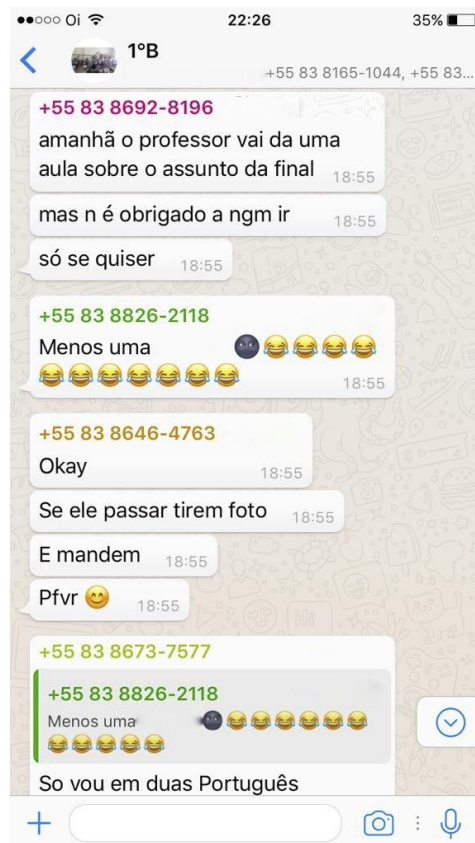 ●●○○○ Oi 22:26 35%
1ºB
+55 83 8165-1044, +55 83...
+55 83 8692-8196
amanhã o professor vai da uma
aula sobre o assunto da final 18:55
mas n é obrigado a ngm ir 18:55
só se quiser 18:55
+55 83 8826-2118
Menos uma 🌚😂😂😂😂
😂😂😂😂😂😂😂 18:55
+55 83 8646-4763
Okay 18:55
Se ele passar tirem foto 18:55
E mandem 18:55
Pfvr 😊 18:55
+55 83 8673-7577
+55 83 8826-2118
Menos uma 🌚😂😂😂😂😂
😂😂😂😂😂
So vou em duas Português